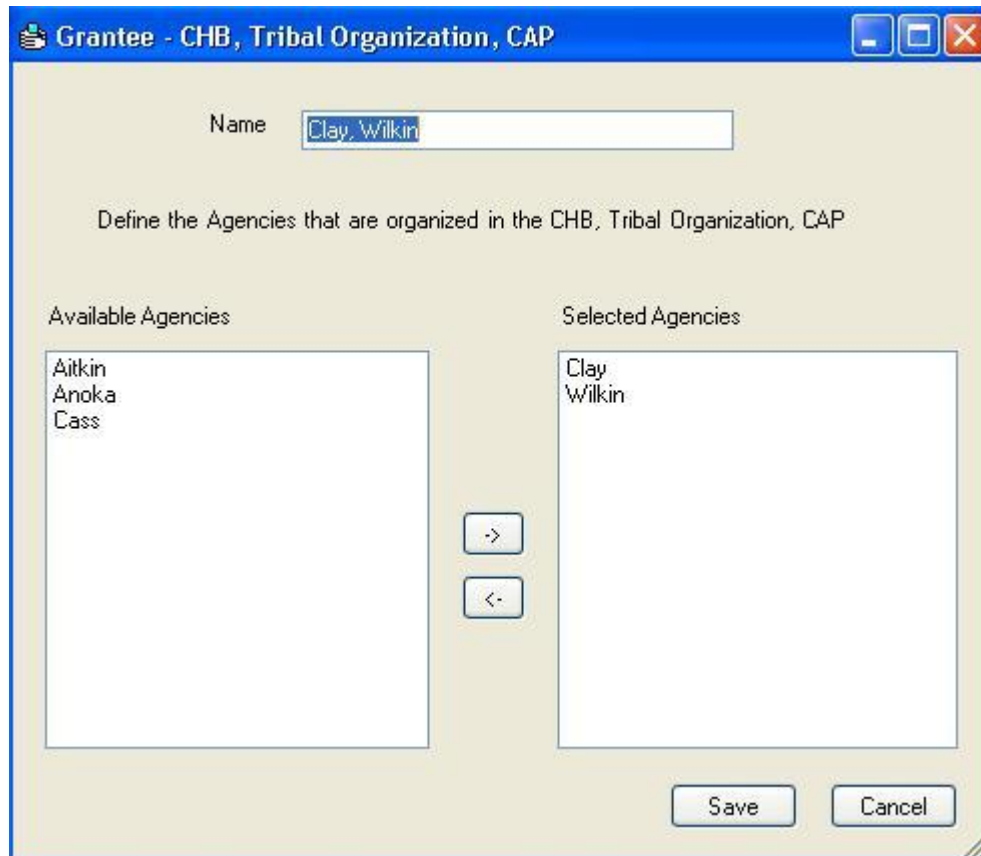 Grantee - CHB, Tribal Organization, CAP
Name Clay, Wilkin
Define the Agencies that are organized in the CHB, Tribal Organization, CAP
Available Agencies
Aitkin
Anoka
Cass
->
<-
Selected Agencies
Clay
Wilkin
Save
Cancel